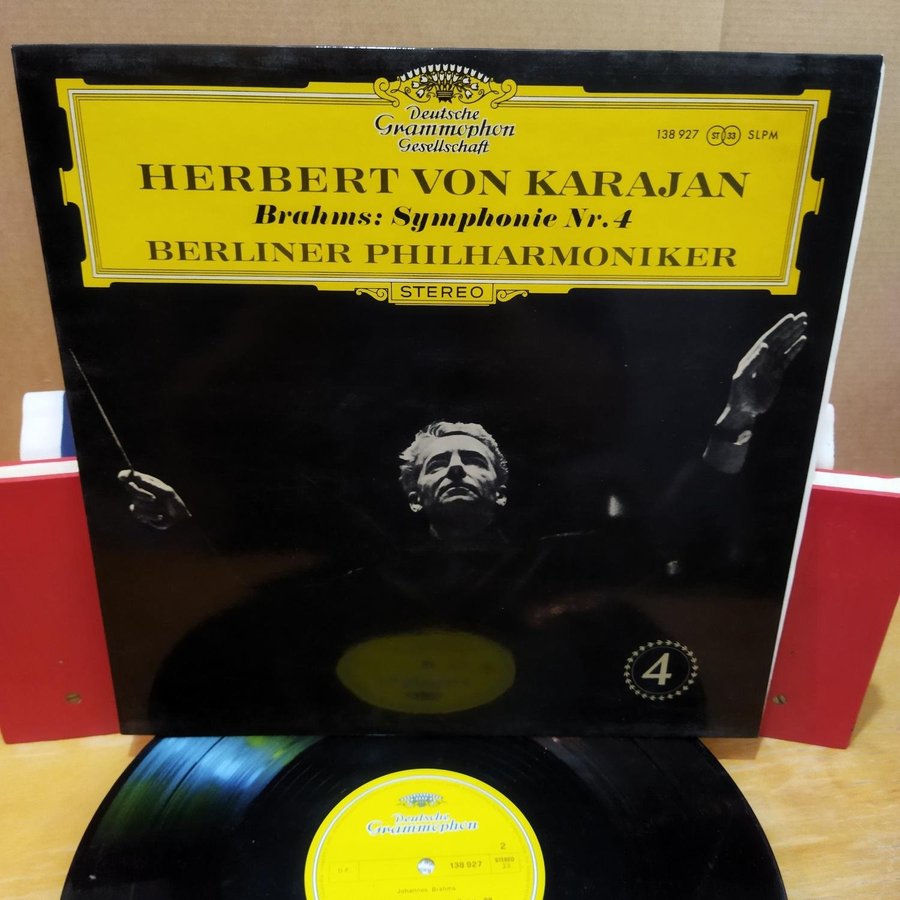 Deutsche
Grammophon
Gesellschaft
138 927 ST 33 SLPM
HERBERT VON KARAJAN
Brahms: Symphonie Nr. 4
BERLINER PHILHARMONIKER
STEREO
4
Deutsche
Grammophon
2
138 927
STEREO
33
Johannes Brahms